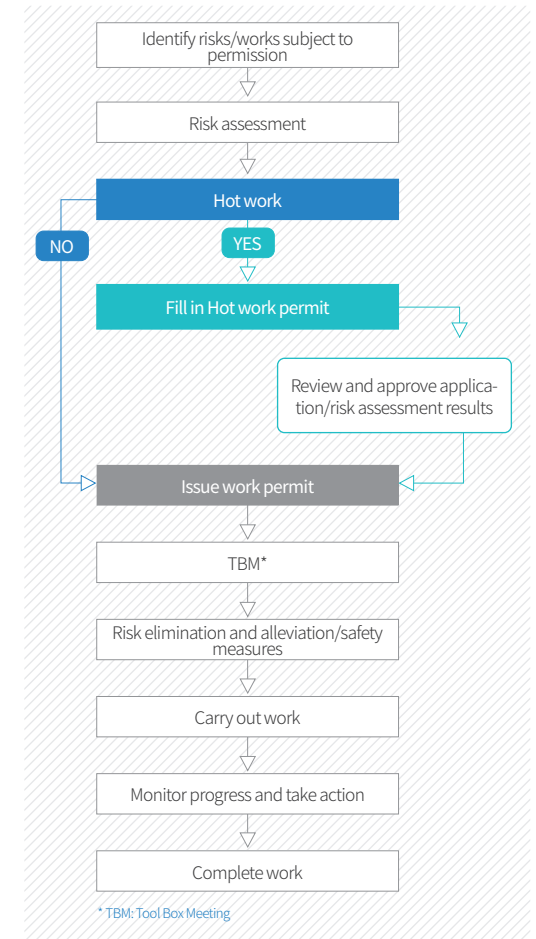 Identify risks/works subject to
permission
Risk assessment
Hot work
NO
YES
Fill in Hot work permit
Review and approve applica-
tion/risk assessment results
Issue work permit
TBM*
Risk elimination and alleviation/safety
measures
Carry out work
Monitor progress and take action
Complete work
* TBM: Tool Box Meeting